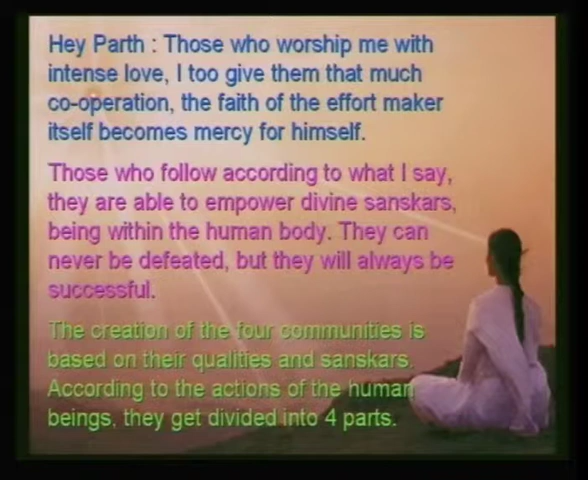 Hey Parth : Those who worship me with
intense love, I too give them that much
co-operation, the faith of the effort maker
itself becomes mercy for himself.
Those who follow according to what I say,
they are able to empower divine sanskars,
being within the human body. They can
never be defeated, but they will always be
successful.
The creation of the four communities is
based on their qualities and sanskars.
According to the actions of the human
beings, they get divided into 4 parts.